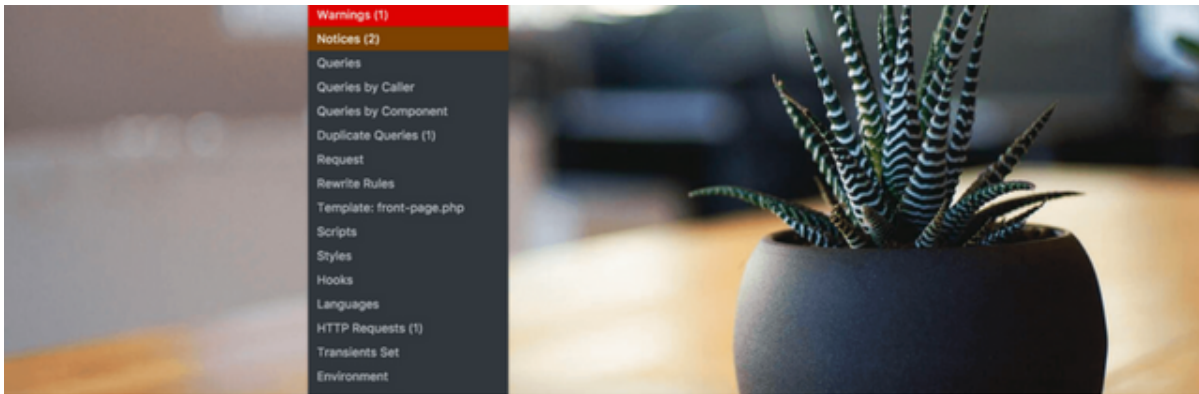 Warnings (1)
Notices (2)
Queries
Queries by Caller
Queries by Component
Duplicate Queries (1)
Request
Rewrite Rules
Template: front-page.php
Scripts
Styles
Hooks
Languages
HTTP Requests (1)
Transients Set
Environment